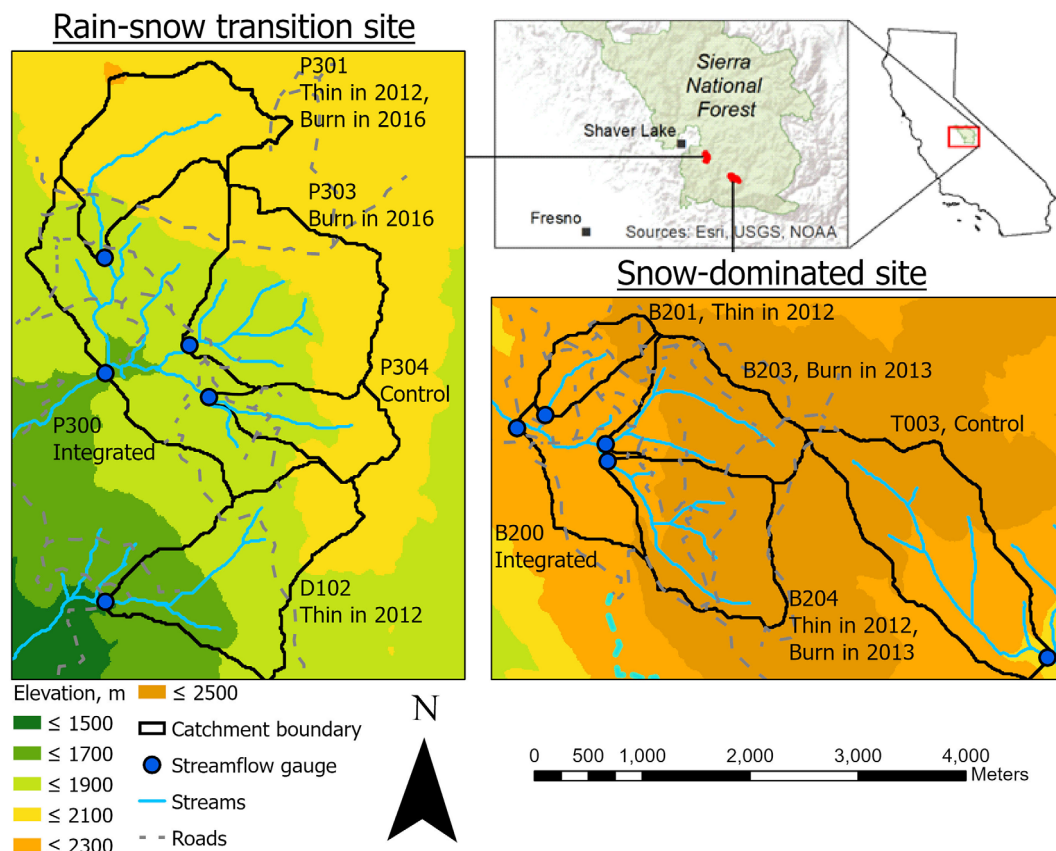 Rain-snow transition site
P301
Thin in 2012,
Burn in 2016
P303
Burn in 2016
P304
Control
P300
Integrated
D102
Thin in 2012
Sierra
National
Forest
Shaver Lake
Fresno
Sources: Esri, USGS, NOAA
Snow-dominated site
B201, Thin in 2012
B203, Burn in 2013
T003, Control
B200
Integrated
B204
Thin in 2012,
Burn in 2013
Elevation, m
≤ 1500
≤ 1700
≤ 1900
≤ 2100
≤ 2300
≤ 2500
Catchment boundary
Streamflow gauge
Streams
Roads
N
0 500 1,000 2,000 3,000 4,000
Meters